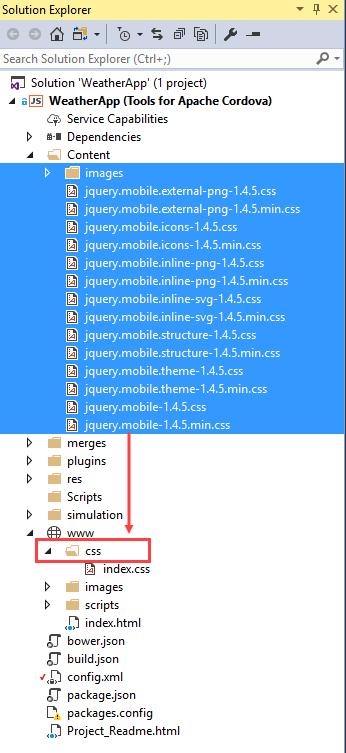 Solution Explorer
Search Solution Explorer (Ctrl+;)
Solution 'WeatherApp' (1 project)
JS WeatherApp (Tools for Apache Cordova)
Service Capabilities
Dependencies
Content
images
jquery.mobile.external-png-1.4.5.css
jquery.mobile.external-png-1.4.5.min.css
jquery.mobile.icons-1.4.5.css
jquery.mobile.icons-1.4.5.min.css
jquery.mobile.inline-png-1.4.5.css
jquery.mobile.inline-png-1.4.5.min.css
jquery.mobile.inline-svg-1.4.5.css
jquery.mobile.inline-svg-1.4.5.min.css
jquery.mobile.structure-1.4.5.css
jquery.mobile.structure-1.4.5.min.css
jquery.mobile.theme-1.4.5.css
jquery.mobile.theme-1.4.5.min.css
jquery.mobile-1.4.5.css
jquery.mobile-1.4.5.min.css
merges
plugins
res
Scripts
simulation
www
css
index.css
images
scripts
index.html
bower.json
build.json
config.xml
package.json
packages.config
Project_Readme.html